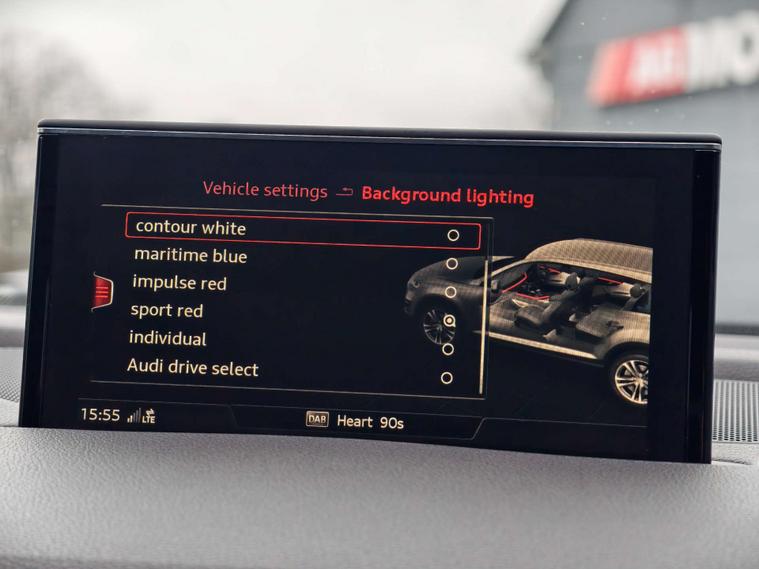 Vehicle settings Background lighting
contour white
maritime blue
impulse red
sport red
individual
Audi drive select
15:55 LTE DAB Heart 90s